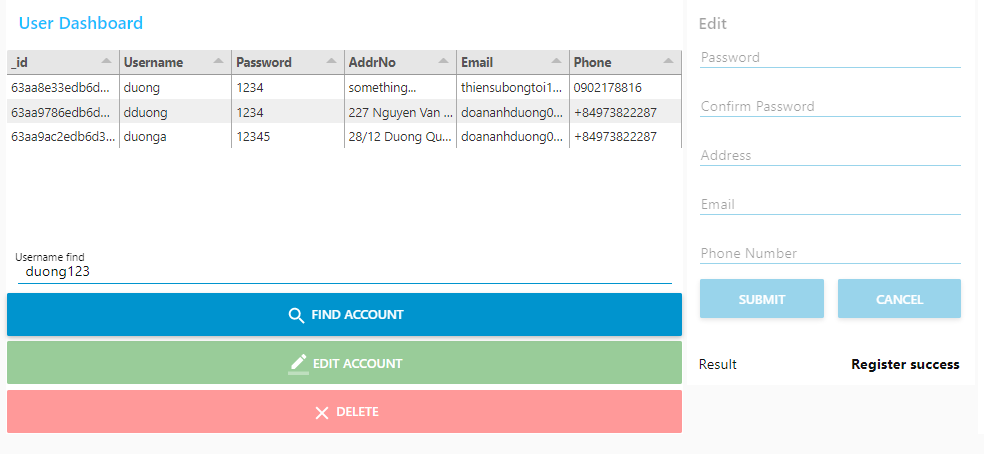 User Dashboard
_id Username Password AddrNo Email Phone
63aa8e33edb6d... duong 1234 something... thiensubongtoi1... 0902178816
63aa9786edb6d... dduong 1234 227 Nguyen Van ... doananhduong0... +84973822287
63aa9ac2edb6d3... duonga 12345 28/12 Duong Qu... doananhduong0... +84973822287
Username find
duong123
FIND ACCOUNT
EDIT ACCOUNT
DELETE
Edit
Password
Confirm Password
Address
Email
Phone Number
SUBMIT CANCEL
Result Register success